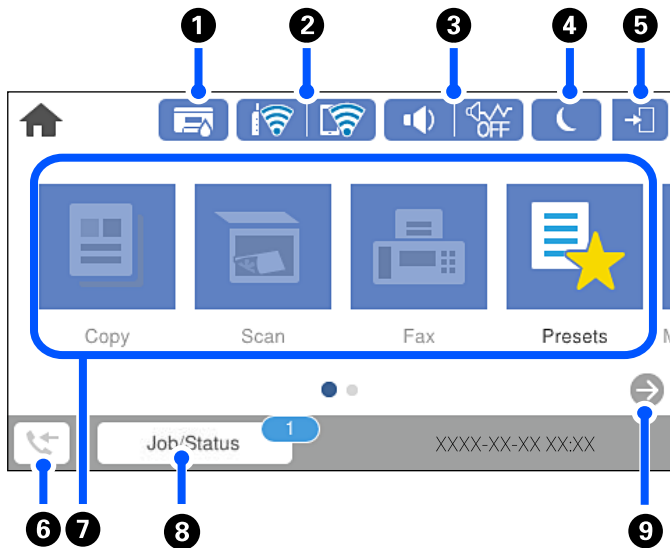 1 2 3 4 5
OFF
Copy Scan Fax Presets M
1
Job/Status XXXX-XX-XX XX:XX
6 7 8 9